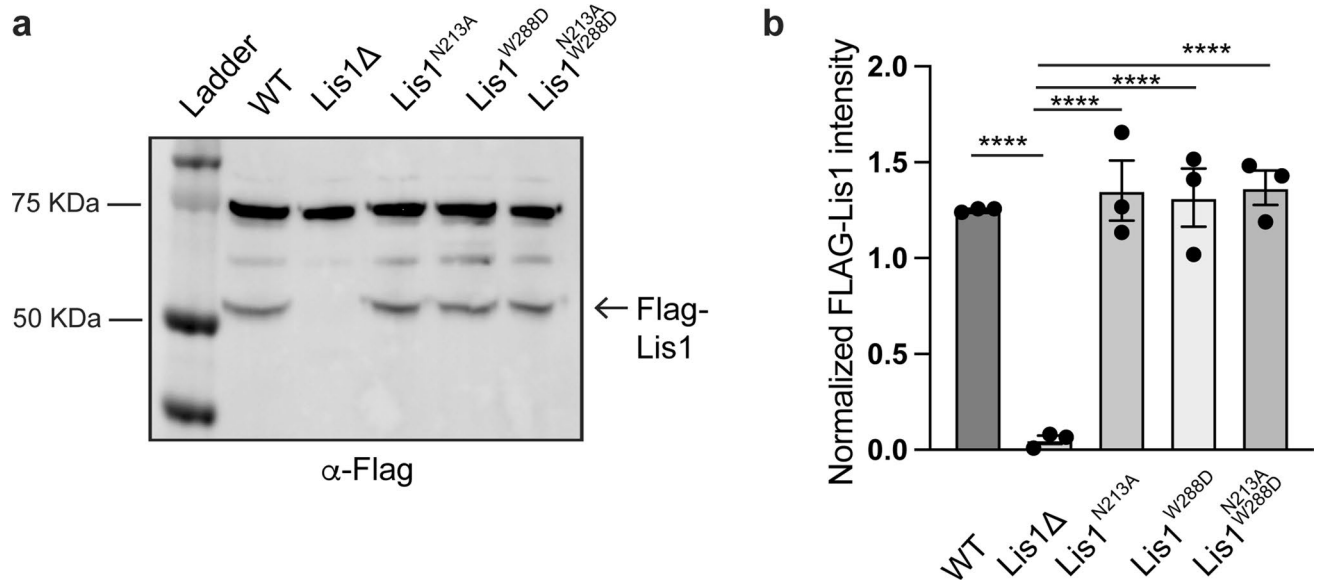 a
Ladder
WT
Lis1Δ
Lis1N213A
Lis1W288D
Lis1N213A W288D
75 KDa
50 KDa
Flag-
Lis1
α-Flag
b
Normalized FLAG-Lis1 intensity
2.0
1.5
1.0
0.5
0.0
****
****
****
****
WT
Lis1Δ
Lis1N213A
Lis1W288D
Lis1N213A W288D